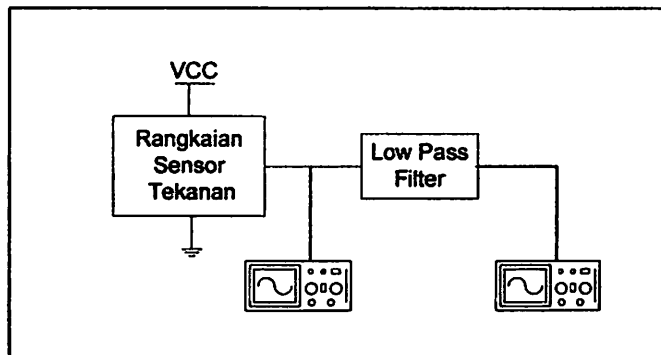 VCC
Rangkaian
Sensor
Tekanan
Low Pass
Filter